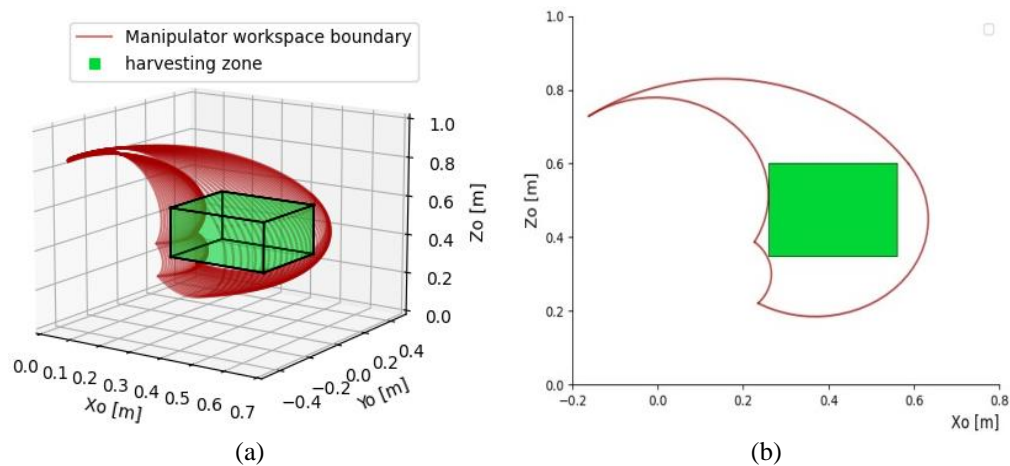 Manipulator workspace boundary
harvesting zone
1.0
0.8
0.6
0.4
0.2
0.0
Zo [m]
0.0 0.1 0.2 0.3 0.4 0.5 0.6 0.7
Xo [m]
−0.4 −0.2 0.0 0.2 0.4
Yo [m]
(a)
1.0
0.8
0.6
0.4
0.2
0.0
Zo [m]
−0.2 0.0 0.2 0.4 0.6 0.8
Xo [m]
(b)